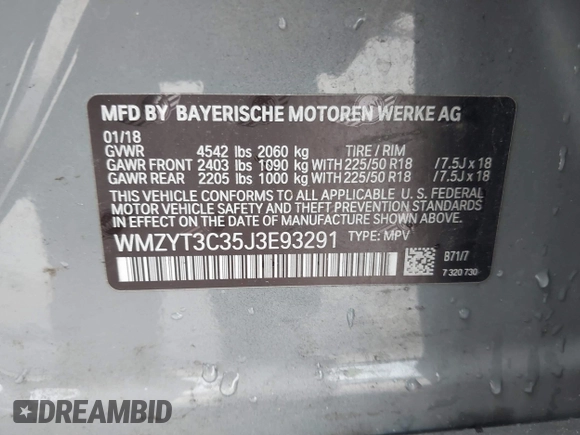 MFD BY BAYERISCHE MOTOREN WERKE AG
01/18
GVWR 4542 lbs 2060 kg TIRE / RIM
GAWR FRONT 2403 lbs 1090 kg WITH 225/50 R18 /7.5J x 18
GAWR REAR 2205 lbs 1000 kg WITH 225/50 R18 /7.5J x 18
THIS VEHICLE CONFORMS TO ALL APPLICABLE U.S. FEDERAL
MOTOR VEHICLE SAFETY AND THEFT PREVENTION STANDARDS
IN EFFECT ON THE DATE OF MANUFACTURE SHOWN ABOVE.
WMZYT3C35J3E93291 TYPE: MPV
B71/7
7 320 730
DREAMBID